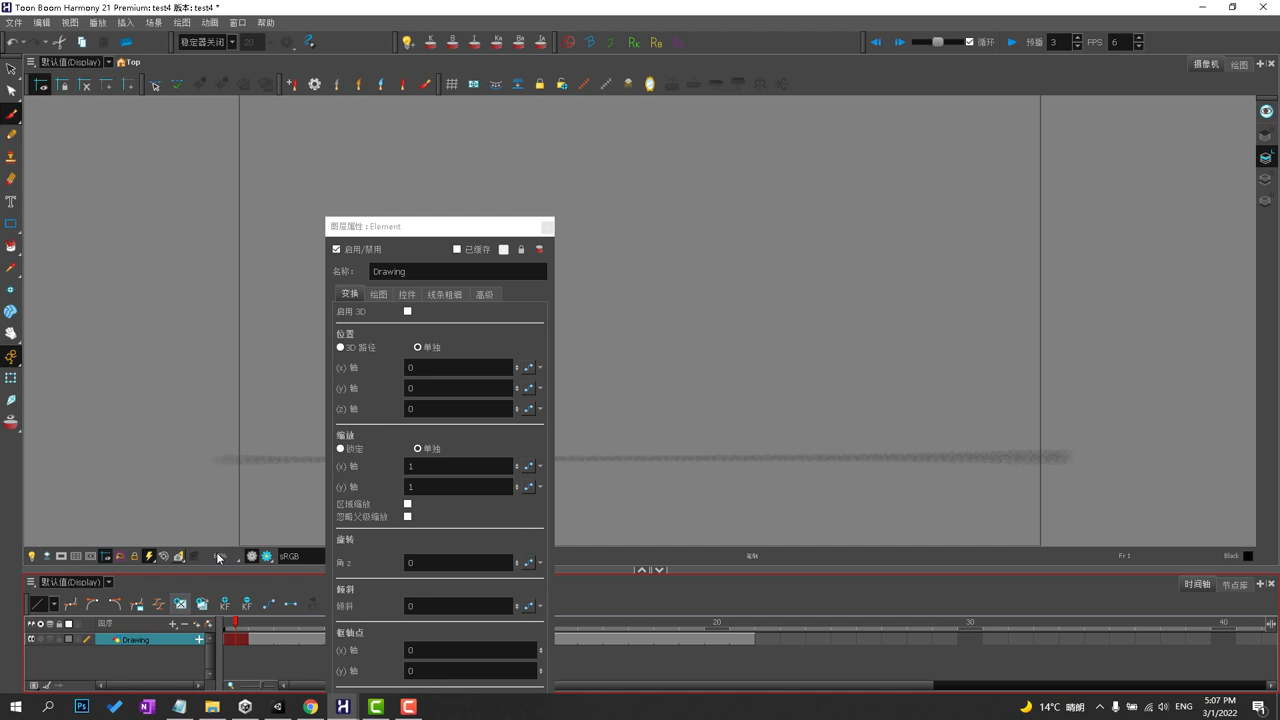 Toon Boom Harmony 21 Premium: test4 版本: test4 *
文件 编辑 视图 播放 插入 场景 绘图 动画 窗口 帮助
稳定器关闭 20 循环 预播 3 FPS 6
默认值(Display) Top 摄像机 绘图
图层属性 : Element
启用/禁用 已缓存
名称: Drawing
变换 绘图 控件 线条粗细 高级
启用 3D
位置
3D 路径 单独
(x) 轴 0
(y) 轴 0
(z) 轴 0
缩放
锁定 单独
(x) 轴 1
(y) 轴 1
区域缩放
忽略父级缩放
旋转
角 z 0
倾斜
倾斜 0
枢轴点
(x) 轴 0
(y) 轴 0
sRGB Fr 1 Black
默认值(Display) 时间轴 节点库
KF KF
图层 20 30 40
Drawing
14°C 晴朗 ENG 5:07 PM
3/1/2022